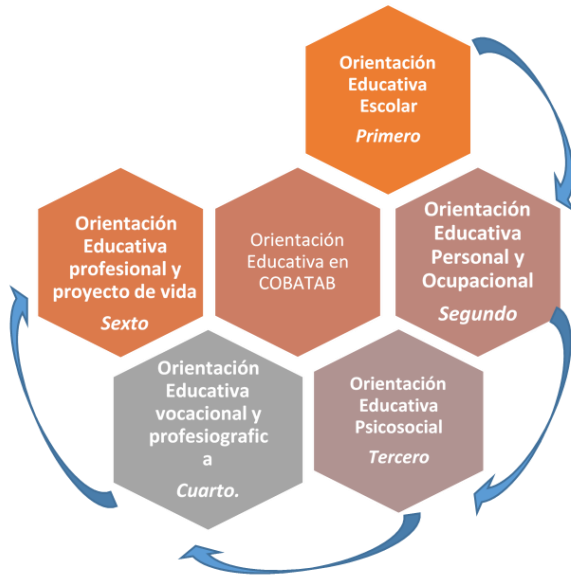 Orientación
Educativa
Escolar
Primero
Orientación
Educativa
profesional y
proyecto de vida
Sexto
Orientación
Educativa en
COBATAB
Orientación
Educativa
Personal y
Ocupacional
Segundo
Orientación
Educativa
vocacional y
profesiografic
a
Cuarto.
Orientación
Educativa
Psicosocial
Tercero